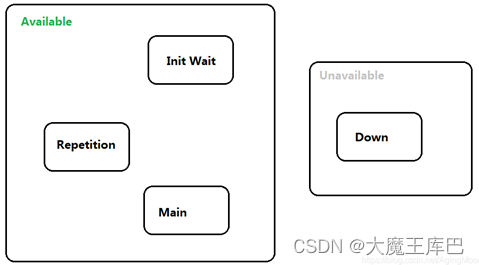 Available
Init Wait
Unavailable
Repetition
Down
Main
CSDN @大魔王库巴